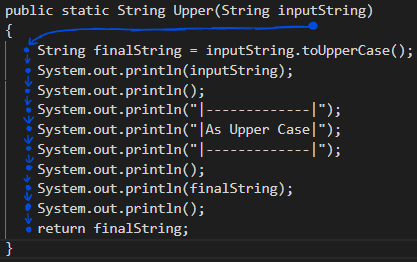 public static String Upper(String inputString)
{
String finalString = inputString.toUpperCase();
System.out.println(inputString);
System.out.println();
System.out.println("|-------------|");
System.out.println("|As Upper Case|");
System.out.println("|-------------|");
System.out.println();
System.out.println(finalString);
System.out.println();
return finalString;
}